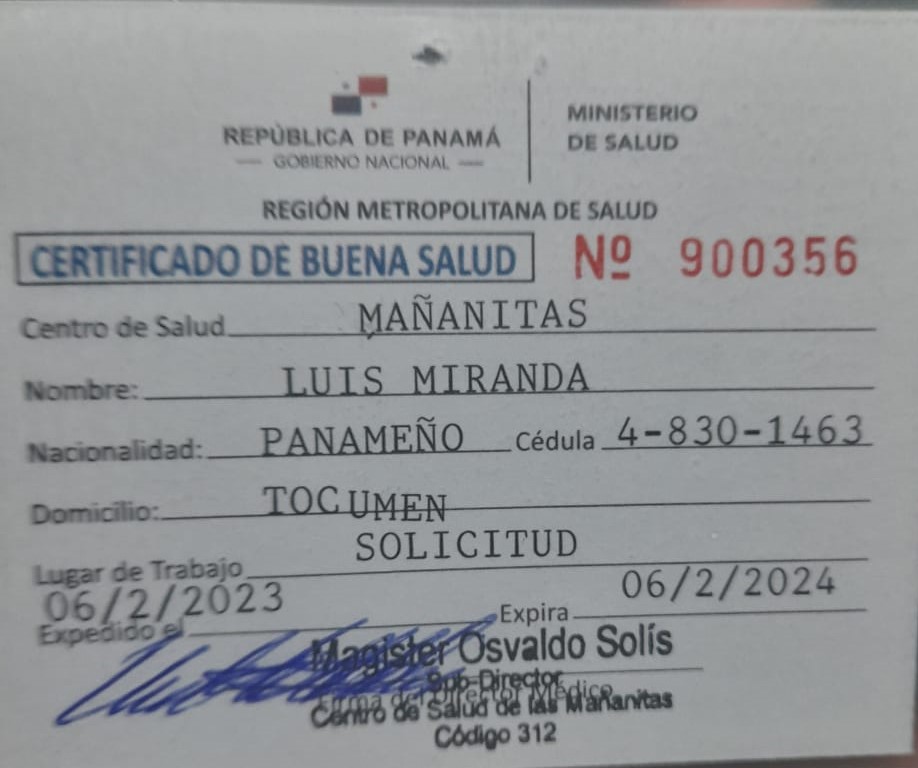 REPÚBLICA DE PANAMÁ
— GOBIERNO NACIONAL —
MINISTERIO
DE SALUD
REGIÓN METROPOLITANA DE SALUD
CERTIFICADO DE BUENA SALUD Nº 900356
Centro de Salud MAÑANITAS
Nombre: LUIS MIRANDA
Nacionalidad: PANAMEÑO Cédula 4-830-1463
Domicilio: TOCUMEN
Lugar de Trabajo SOLICITUD
Expedido el 06/2/2023 Expira 06/2/2024
Magister Osvaldo Solís
Sub-Director
Firma del Director Médico
Centro de Salud de las Mañanitas
Código 312